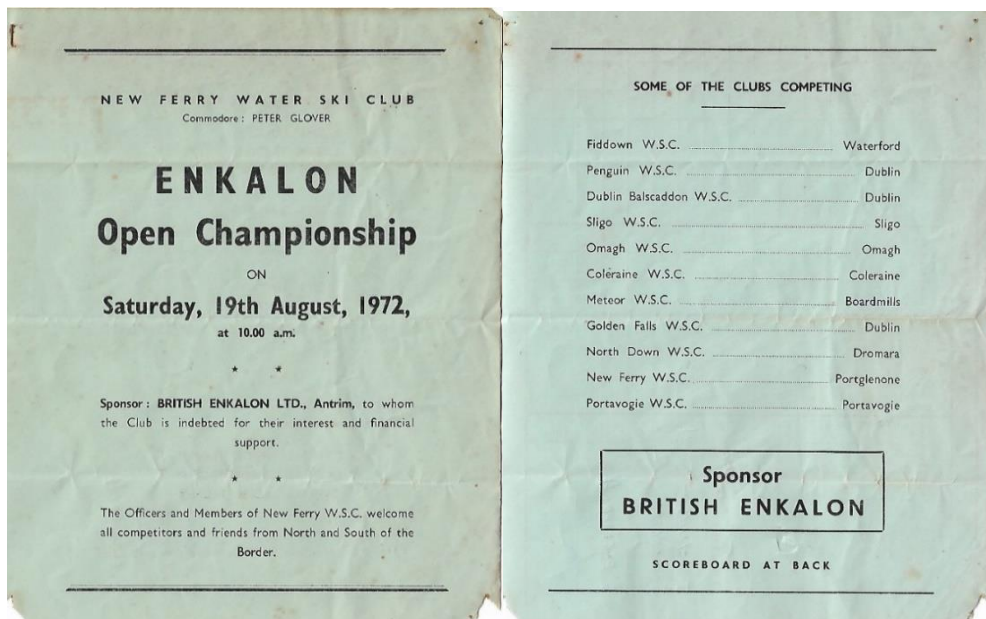 NEW FERRY WATER SKI CLUB
Commodore: PETER GLOVER
ENKALON
Open Championship
ON
Saturday, 19th August, 1972,
at 10.00 a.m.
* *
Sponsor: BRITISH ENKALON LTD., Antrim, to whom
the Club is indebted for their interest and financial
support.
* *
The Officers and Members of New Ferry W.S.C. welcome
all competitors and friends from North and South of the
Border.
SOME OF THE CLUBS COMPETING
Fiddown W.S.C. Waterford
Penguin W.S.C. Dublin
Dublin Balscaddon W.S.C. Dublin
Sligo W.S.C. Sligo
Omagh W.S.C. Omagh
Coleraine W.S.C. Coleraine
Meteor W.S.C. Boardmills
Golden Falls W.S.C. Dublin
North Down W.S.C. Dromara
New Ferry W.S.C. Portglenone
Portavogie W.S.C. Portavogie
Sponsor
BRITISH ENKALON
SCOREBOARD AT BACK